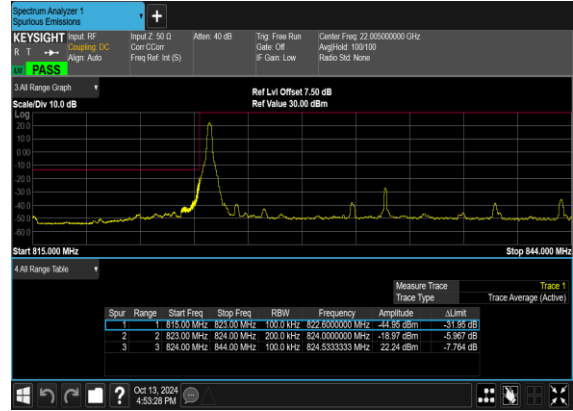 Spectrum Analyzer 1
Spurious Emissions
KEYSIGHT Input: RF Input Z: 50 Ω Atten: 40 dB Trig: Free Run Center Freq: 22.005000000 GHz
R T Coupling: DC Corr CCorr Gate: Off Avg|Hold: 100/100
Align: Auto Freq Ref: Int (S) IF Gain: Low Radio Std: None
PASS
3 All Range Graph
Ref Lvl Offset 7.50 dB
Scale/Div 10.0 dB Ref Value 30.00 dBm
Log
20.0
10.0
0.00
-10.0
-20.0
-30.0
-40.0
-50.0
-60.0
Start 815.000 MHz Stop 844.000 MHz
4 All Range Table
Measure Trace Trace 1
Trace Type Trace Average (Active)
Spur Range Start Freq Stop Freq RBW Frequency Amplitude ΔLimit
1 1 815.00 MHz 823.00 MHz 100.0 kHz 822.6000000 MHz -44.95 dBm -31.95 dB
2 2 823.00 MHz 824.00 MHz 200.0 kHz 824.0000000 MHz -18.97 dBm -5.967 dB
3 3 824.00 MHz 844.00 MHz 100.0 kHz 824.5333333 MHz 22.24 dBm -7.764 dB
? Oct 13, 2024
4:53:28 PM